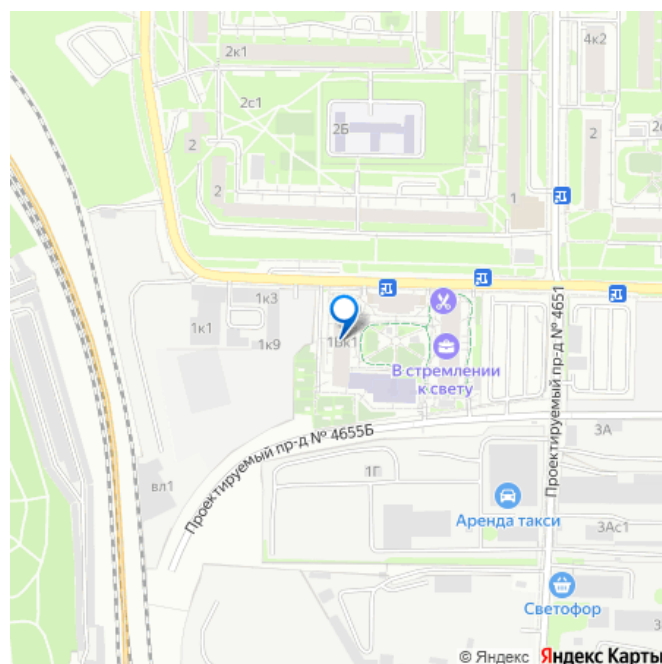 2к1
4к2
2с1
2Б
2
2
2
1
1к3
1к1
1к9
1Вк1
В стремлении
к свету
Проектируемый пр-д № 4651
Проектируемый пр-д № 4655Б
3А
вл1
1Г
Аренда такси
3Ас1
Светофор
© Яндекс Яндекс Карты